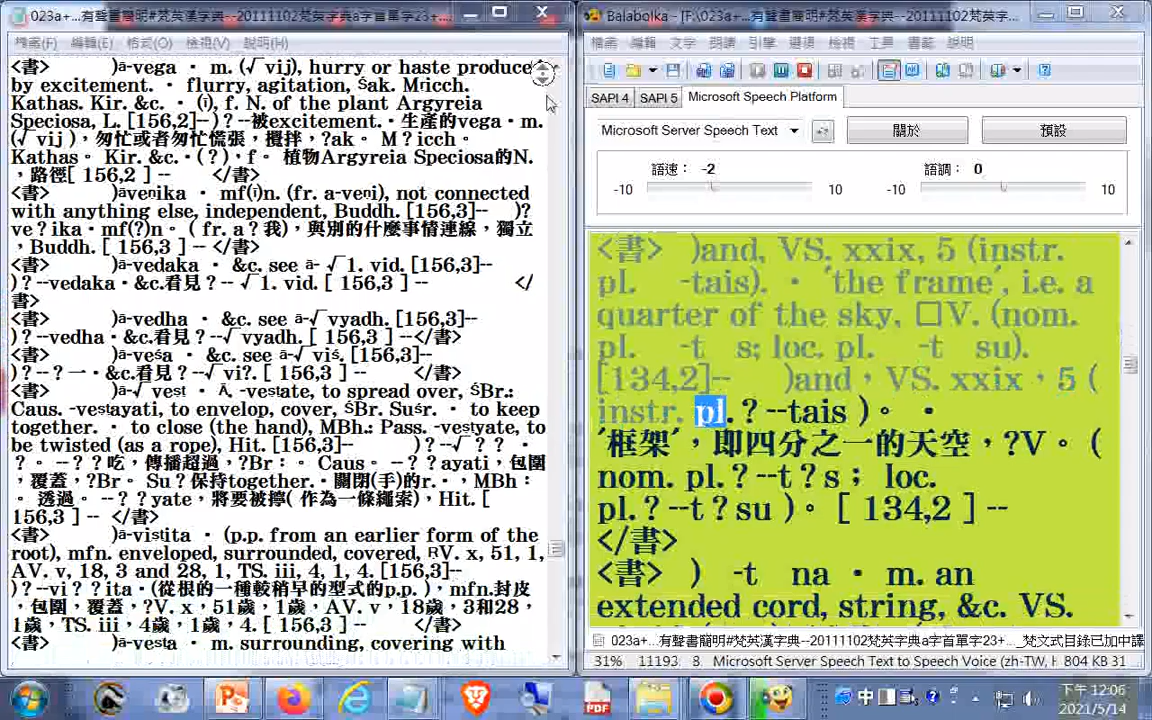 023a+...有聲書簡明#梵英漢字典--20111102梵英字典a字首單字23+...
檔案(F) 編輯(E) 格式(O) 檢視(V) 說明(H)
<書> )ā-vega · m. (√ vij), hurry or haste produce
by excitement. · flurry, agitation, Śak. Mṛicch.
Kathas. Kir. &c. · (ī), f. N. of the plant Argyreia
Speciosa, L. [156,2]--)?--被excitement.·生產的vega·m.
(√ vij )，匆忙或者匆忙慌張，攪拌，?ak。 M？icch。
Kathas。 Kir. &c.·(？)，f。 植物Argyreia Speciosa的N.
，路徑[ 156,2 ] -- </書>
<書> )āveṇika · mf(ī)n. (fr. a-veṇi), not connected
with anything else, independent, Buddh. [156,3]-- )?
ve？ika·mf(?)n。( fr. a？我)，與別的什麼事情連線，獨立
, Buddh. [ 156,3 ] -- </書>
<書> )ā-vedaka · &c. see ā- √ 1. vid. [156,3]--
)？--vedaka·&c.看見？--√ 1. vid. [ 156,3 ] -- </
書>
<書> )ā-vedha · &c. see ā-√ vyadh. [156,3]--
)？--vedha·&c.看見？--√ vyadh. [ 156,3 ] --</書>
<書> )ā-veśa · &c. see ā-√ viś. [156,3]--
)？--？一·&c.看見？--√ vi?. [ 156,3 ] -- </書>
<書> )ā-√ veṣṭ · Ā. -veṣṭate, to spread over, ŚBr.:
Caus. -veṣṭayati, to envelop, cover, ŚBr. Suśr. · to keep
together. · to close (the hand), MBh.: Pass. -veṣṭyate, to
be twisted (as a rope), Hit. [156,3]-- )？--√ ？？·
？。--？？吃，傳播超過，?Br：。 Caus。--？？ayati，包圍
，覆蓋，?Br。 Su？保持together.·關閉(手)的r.·，MBh：
。透過。--？？yate，將要被擰( 作為一條繩索)，Hit. [
156,3 ] -- </書>
<書> )ā-viṣṭita · (p.p. from an earlier form of the
root), mfn. enveloped, surrounded, covered, ṚV. x, 51, 1,
AV. v, 18, 3 and 28, 1, TS. iii, 4, 1, 4. [156,3]--
)？--vi？？ita·(從根的一種較稍早的型式的p.p. )，mfn.封皮
，包圍，覆蓋，?V. x，51歲，1歲，AV. v，18歲，3和28，
1歲，TS. iii，4歲，1歲，4. [ 156,3 ] -- </書>
<書> )ā-veṣṭa · m. surrounding, covering with
Balabolka - [F:\023a+...有聲書簡明#梵英漢字典--20111102梵英字...
檔案 編輯 文字 朗讀 引擎 選項 檢視 工具 書籤 說明
SAPI 4 SAPI 5 Microsoft Speech Platform
Microsoft Server Speech Text 關於 預設
語速： -2 語調： 0
-10 10 -10 10
<書> )and, VS. xxix, 5 (instr.
pl. -tais). · 'the frame', i.e. a
quarter of the sky, □V. (nom.
pl. -t s; loc. pl. -t su).
[134,2]-- )and，VS. xxix，5 (
instr. pl.？--tais )。 ·
'框架'，即四分之一的天空，?V。(
nom. pl.？--t？s； loc.
pl.？--t？su )。[ 134,2 ] --
</書>
<書> ) -t na · m. an
extended cord, string, &c. VS.
023a+...有聲書簡明#梵英漢字典--20111102梵英字典a字首單字23+..._梵文式目錄已加中譯
31% 11193 8. Microsoft Server Speech Text to Speech Voice (zh-TW, H 804 KB 31
中
下午 12:06
2021/5/14